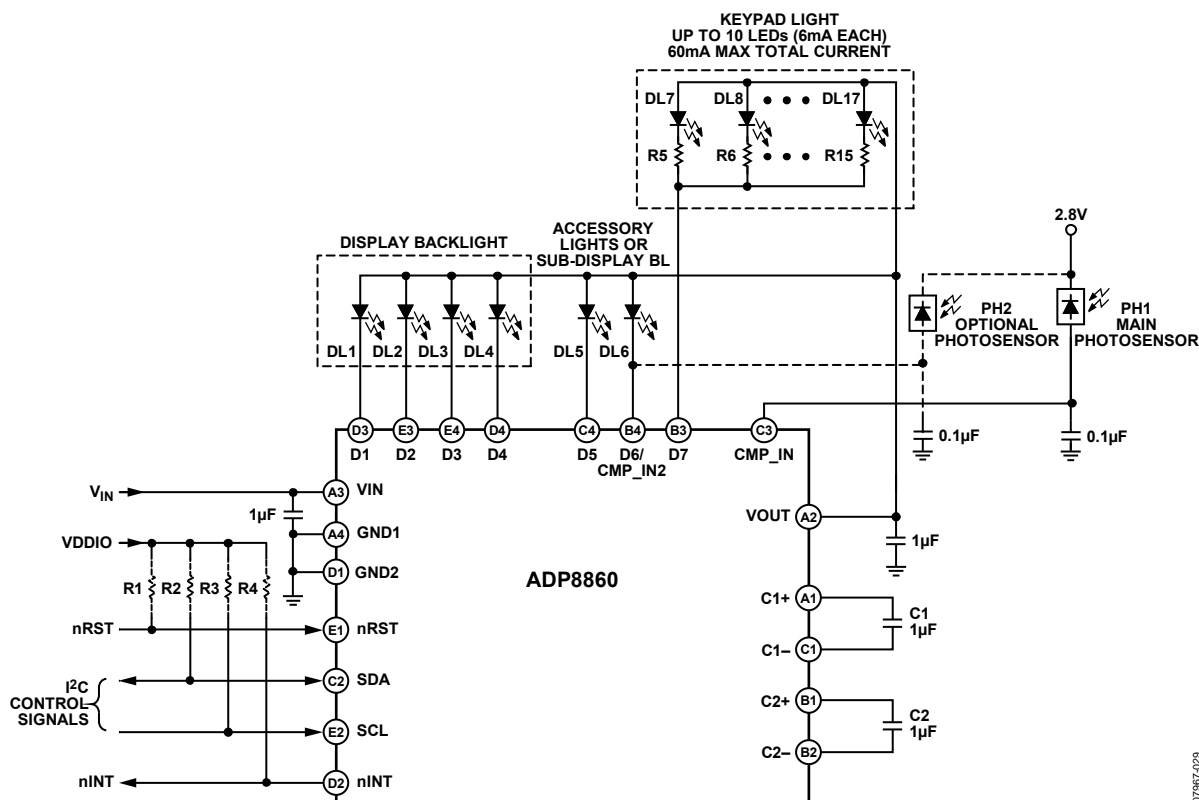 KEYPAD LIGHT
UP TO 10 LEDs (6mA EACH)
60mA MAX TOTAL CURRENT
DL7 DL8 • • • DL17
R5 R6 • • • R15
2.8V
DISPLAY BACKLIGHT
ACCESSORY
LIGHTS OR
SUB-DISPLAY BL
PH2
OPTIONAL
PHOTOSENSOR
PH1
MAIN
PHOTOSENSOR
DL1 DL2 DL3 DL4 DL5 DL6
0.1µF 0.1µF
D3 E3 E4 D4 C4 B4 B3 C3
D1 D2 D3 D4 D5 D6/ D7 CMP_IN
CMP_IN2
VIN A3 VIN
1µF
VOUT A2
A4 GND1
1µF
VDDIO
D1 GND2
ADP8860
R1 R2 R3 R4
C1+ A1
C1
1µF
nRST E1 nRST
C1– C1
I2C
CONTROL
SIGNALS
C2 SDA
C2+ B1
C2
1µF
E2 SCL
C2– B2
nINT D2 nINT
07967-029